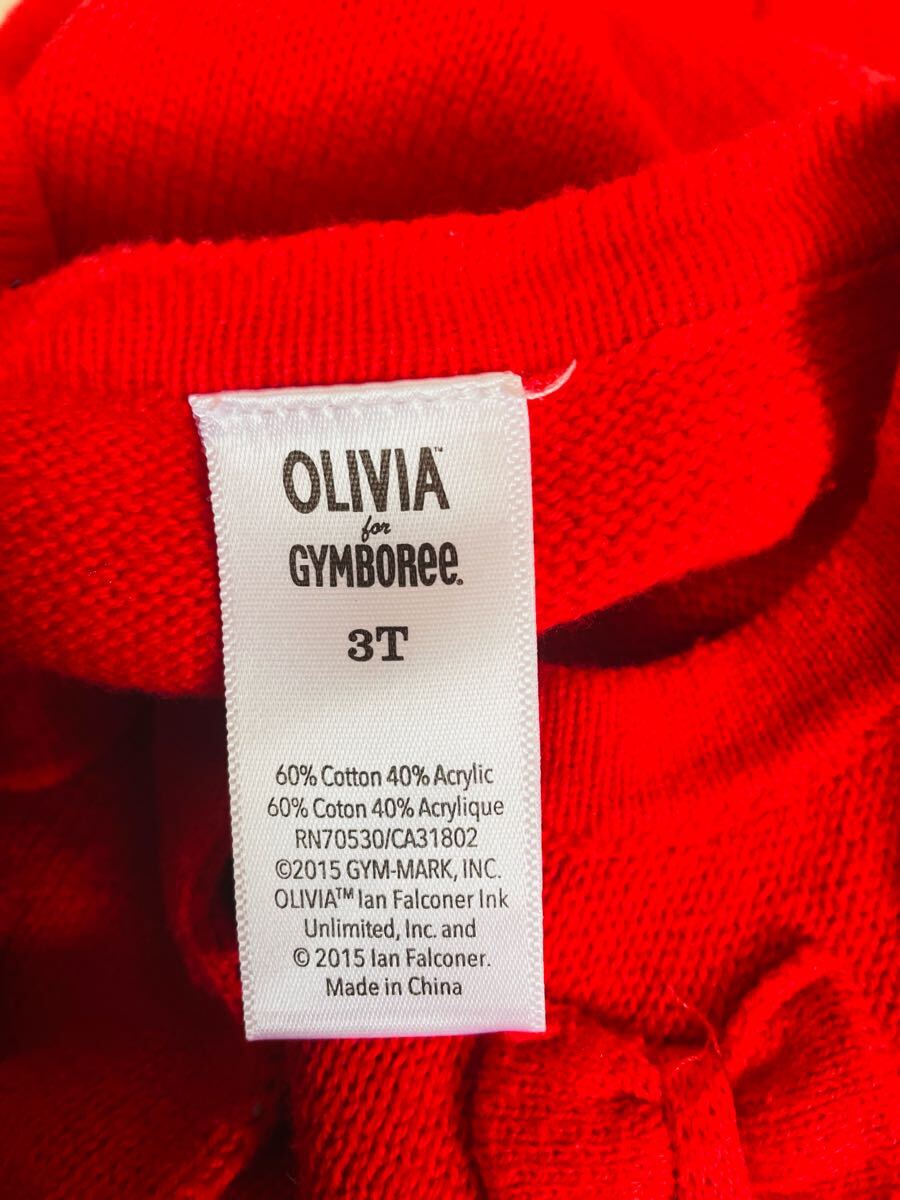 OLIVIA™
for
GYMBORee®
3T
60% Cotton 40% Acrylic
60% Coton 40% Acrylique
RN70530/CA31802
©2015 GYM-MARK, INC.
OLIVIA™ Ian Falconer Ink
Unlimited, Inc. and
© 2015 Ian Falconer.
Made in China